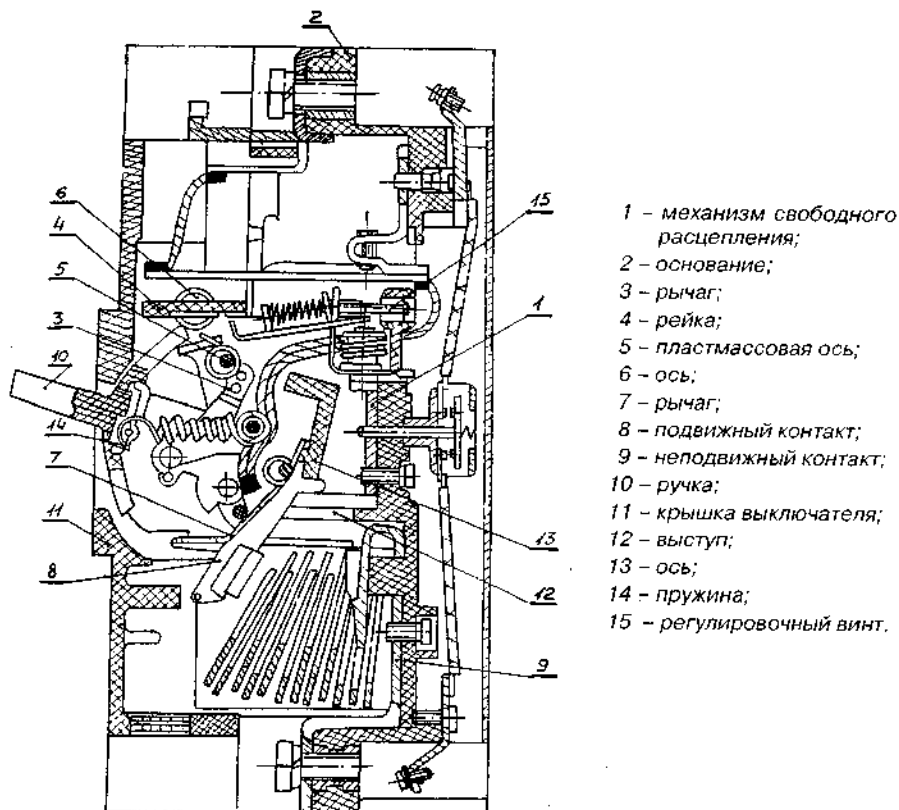 2
6
4
5
3
10
14
7
11
8
15
1
13
12
9
1 – механизм свободного
расцепления;
2 – основание;
3 – рычаг;
4 – рейка;
5 – пластмассовая ось;
6 – ось;
7 – рычаг;
8 – подвижный контакт;
9 – неподвижный контакт;
10 – ручка;
11 – крышка выключателя;
12 – выступ;
13 – ось;
14 – пружина;
15 – регулировочный винт.